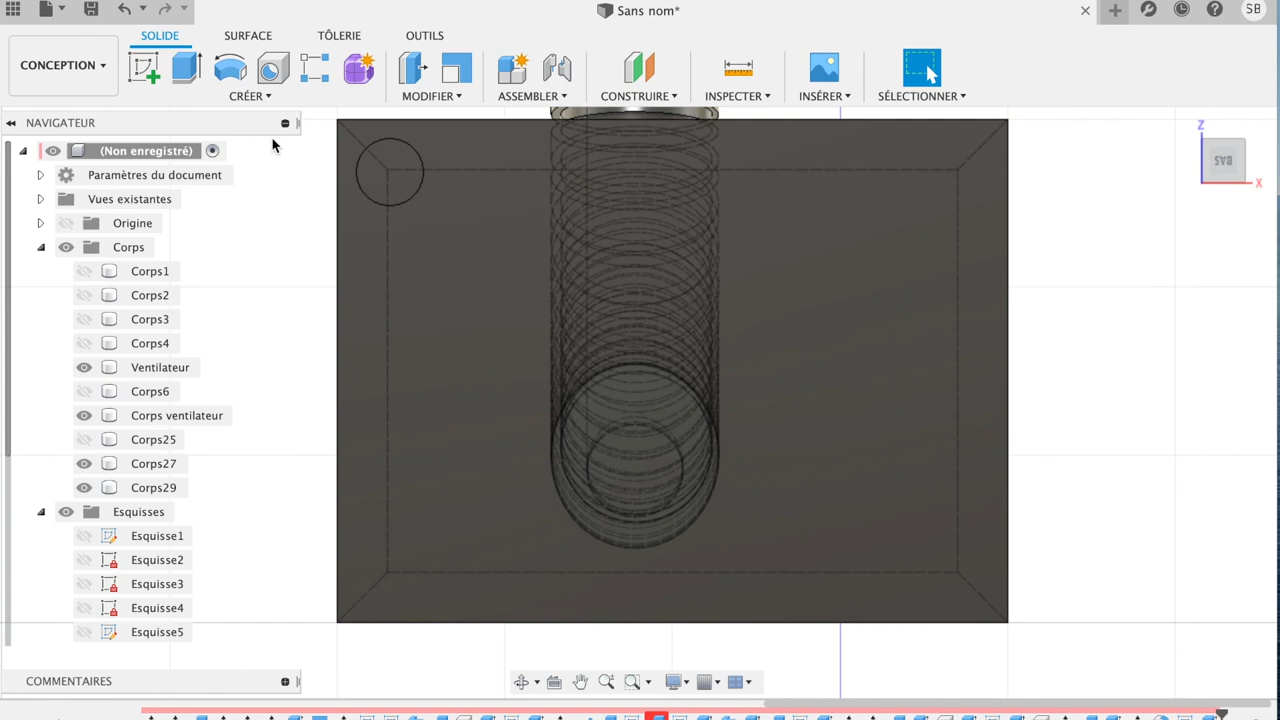 Sans nom*
SB
SOLIDE
SURFACE
TÔLERIE
OUTILS
CONCEPTION
CRÉER
MODIFIER
ASSEMBLER
CONSTRUIRE
INSPECTER
INSÉRER
SÉLECTIONNER
NAVIGATEUR
(Non enregistré)
Paramètres du document
Vues existantes
Origine
Corps
Corps1
Corps2
Corps3
Corps4
Ventilateur
Corps6
Corps ventilateur
Corps25
Corps27
Corps29
Esquisses
Esquisse1
Esquisse2
Esquisse3
Esquisse4
Esquisse5
COMMENTAIRES
Z
BAS
X